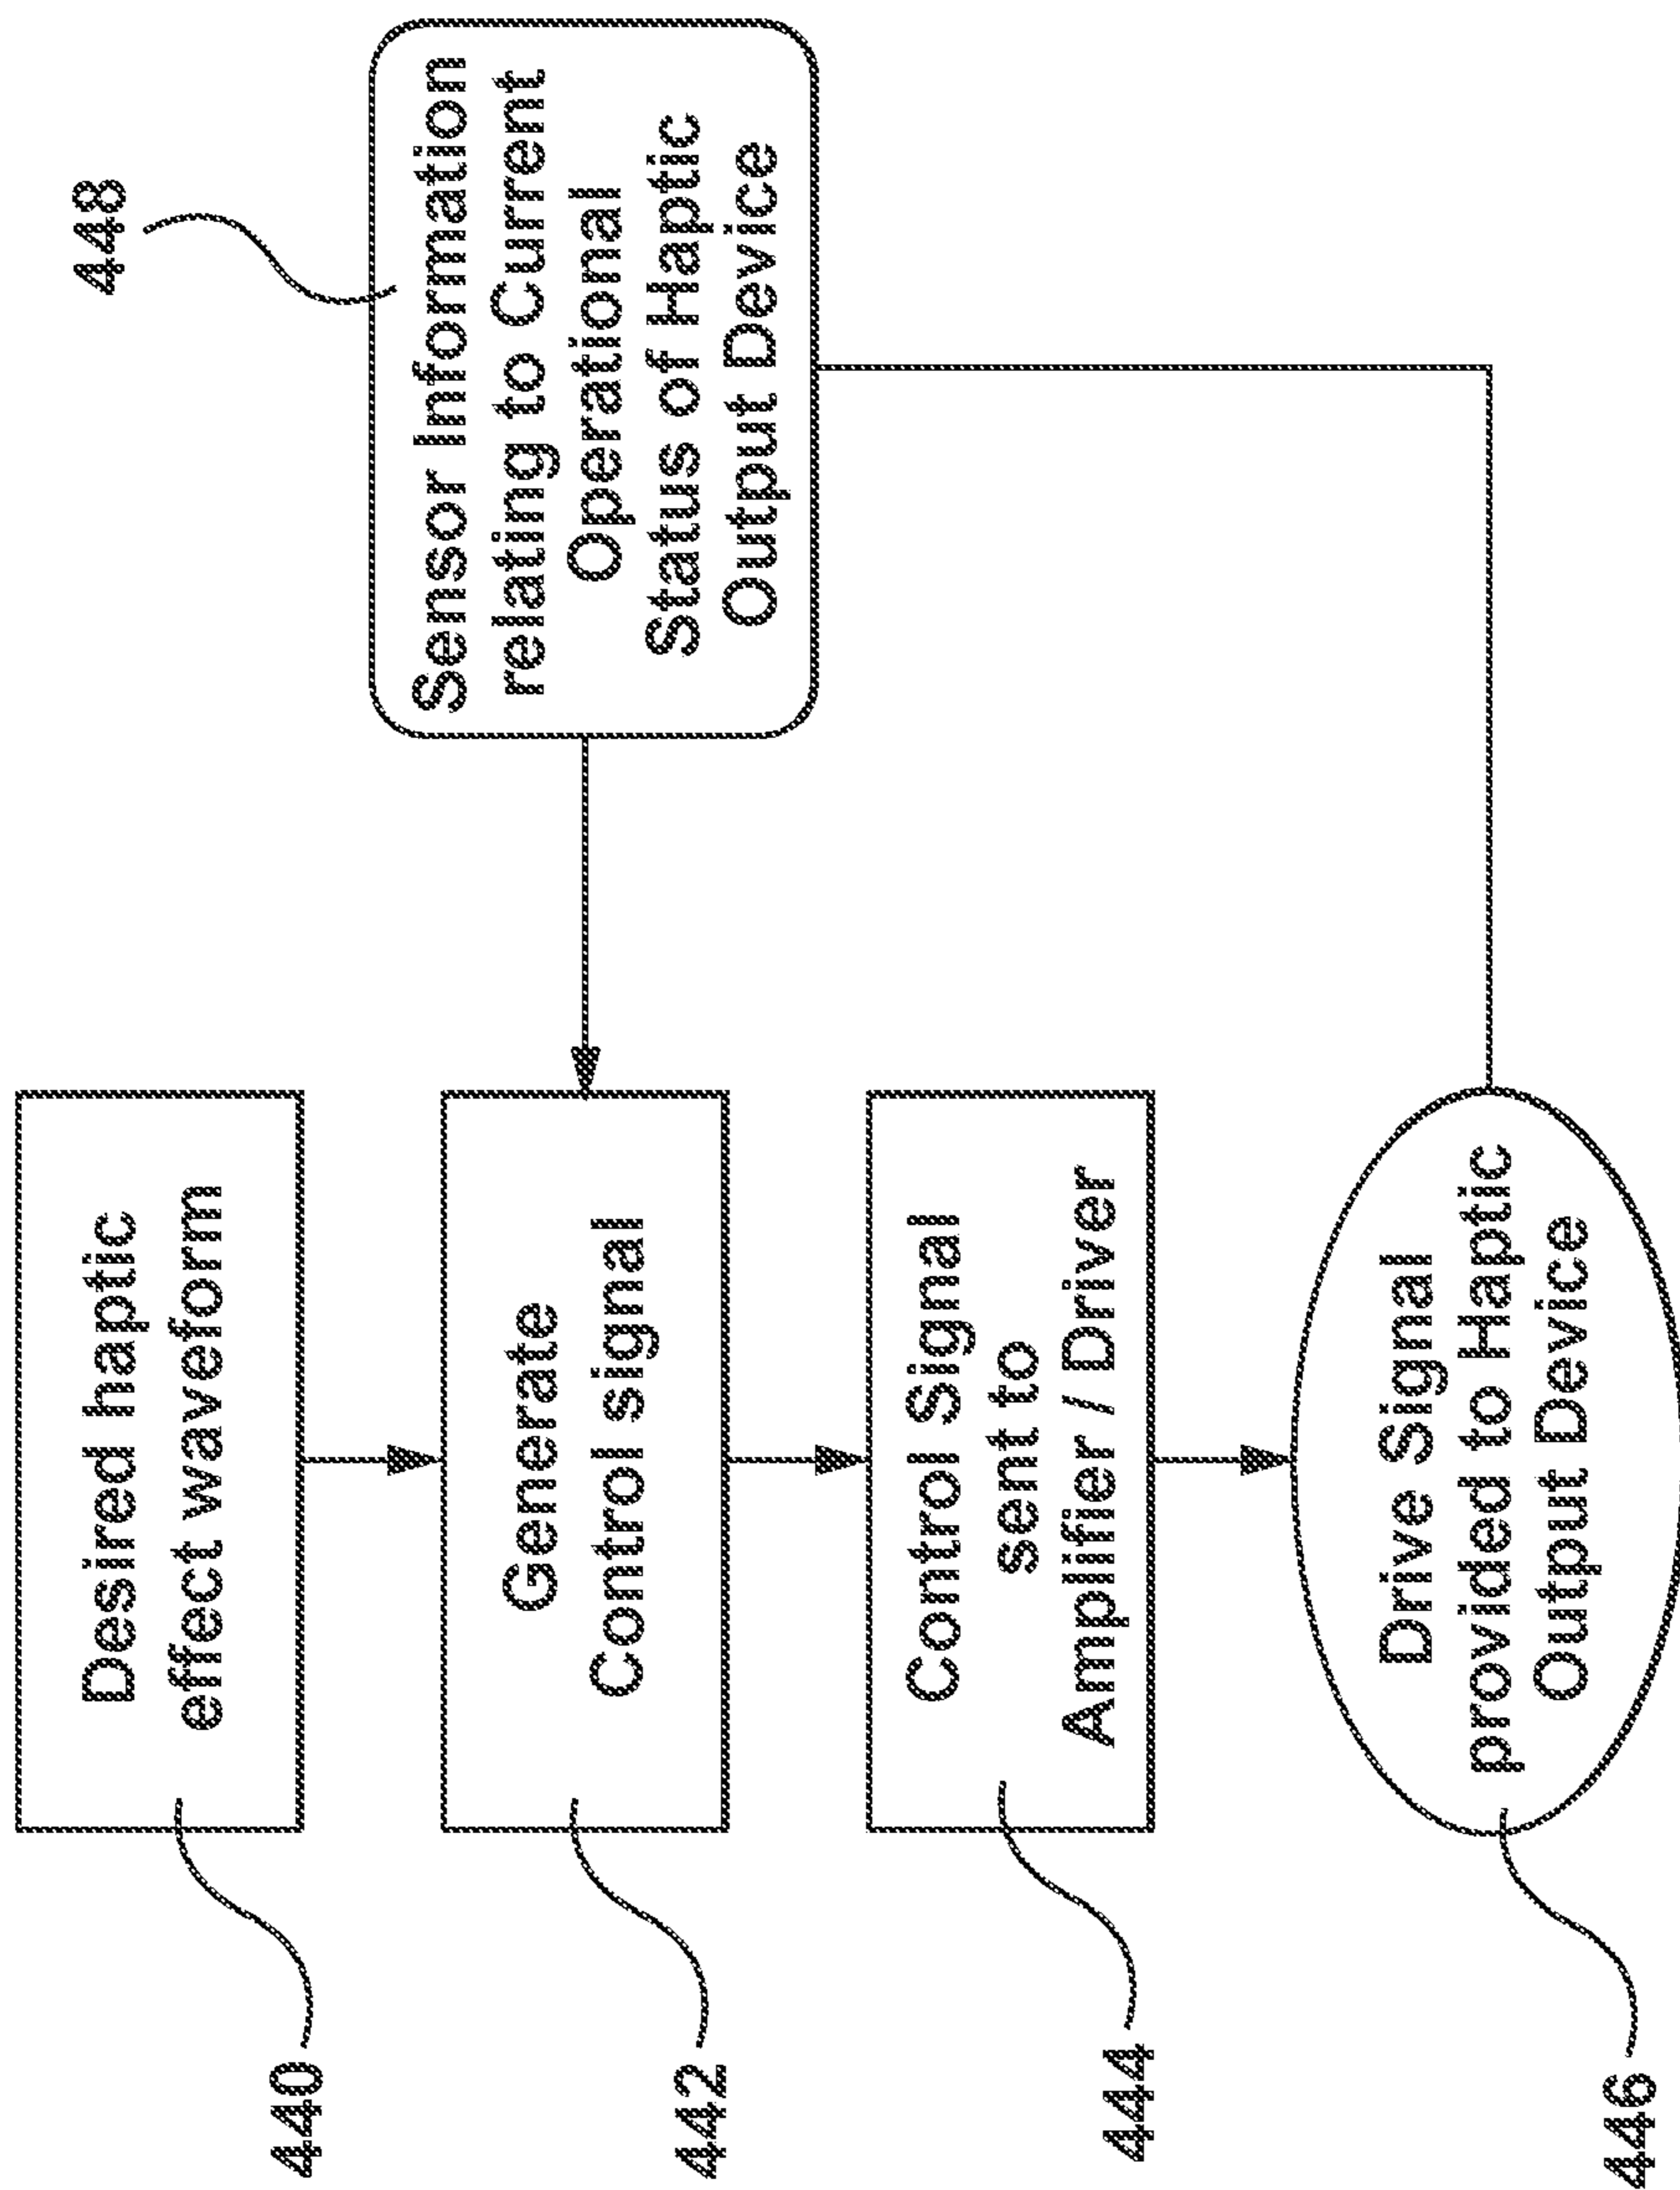 440
Desired haptic
effect waveform
442
Generate
Control signal
448
Sensor Information
relating to Current
Operational
Status of Haptic
Output Device
444
Control Signal
sent to
Amplifier / Driver
446
Drive Signal
provided to Haptic
Output Device